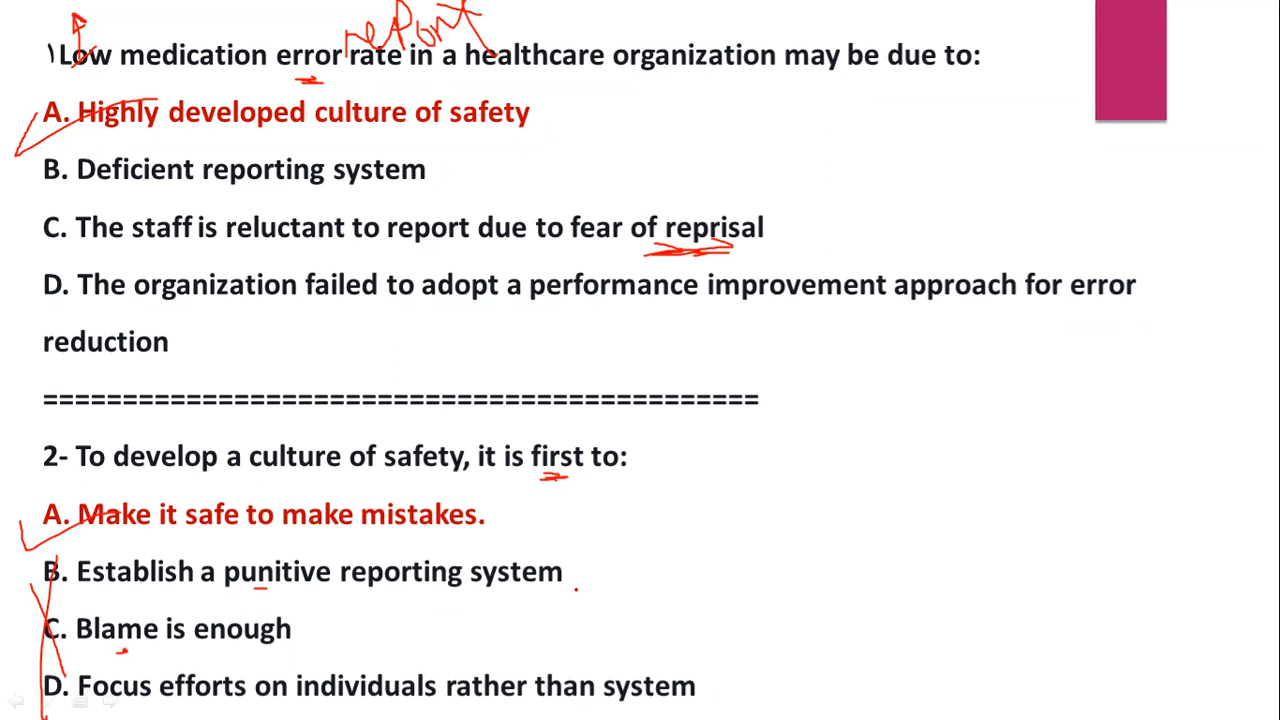 report
١Low medication error rate in a healthcare organization may be due to:
A. Highly developed culture of safety
B. Deficient reporting system
C. The staff is reluctant to report due to fear of reprisal
D. The organization failed to adopt a performance improvement approach for error
reduction
============================================
2- To develop a culture of safety, it is first to:
A. Make it safe to make mistakes.
B. Establish a punitive reporting system
C. Blame is enough
D. Focus efforts on individuals rather than system